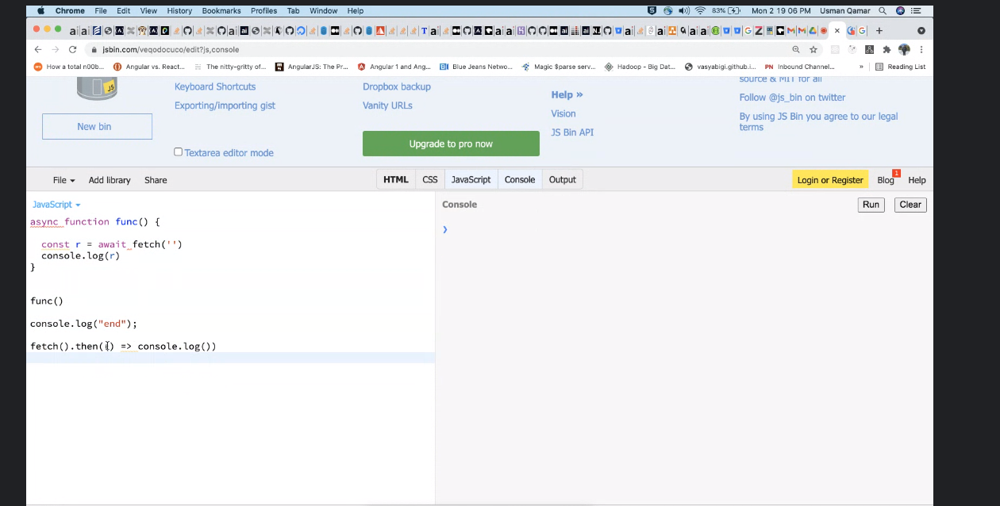 Chrome File Edit View History Bookmarks Profiles Tab Window Help 83% Mon 2 19 06 PM Usman Qamar
jsbin.com/veqodocuco/edit?js,console
How a total n00b... Angular vs. React... The nitty-gritty of... AngularJS: The Pr... Angular 1 and Ang... Blue Jeans Netwo... Magic $parse serv... Hadoop - Big Dat... vasyabigi.github.i... PN Inbound Channel... » Reading List
Keyboard Shortcuts
Exporting/importing gist
New bin
Textarea editor mode
Dropbox backup
Vanity URLs
Upgrade to pro now
Help »
Vision
JS Bin API
source & MIT for all
Follow @js_bin on twitter
By using JS Bin you agree to our legal
terms
File Add library Share HTML CSS JavaScript Console Output Login or Register Blog 1 Help
JavaScript
async function func() {
const r = await fetch('')
console.log(r)
}
func()
console.log("end");
fetch().then(() => console.log())
Console Run Clear